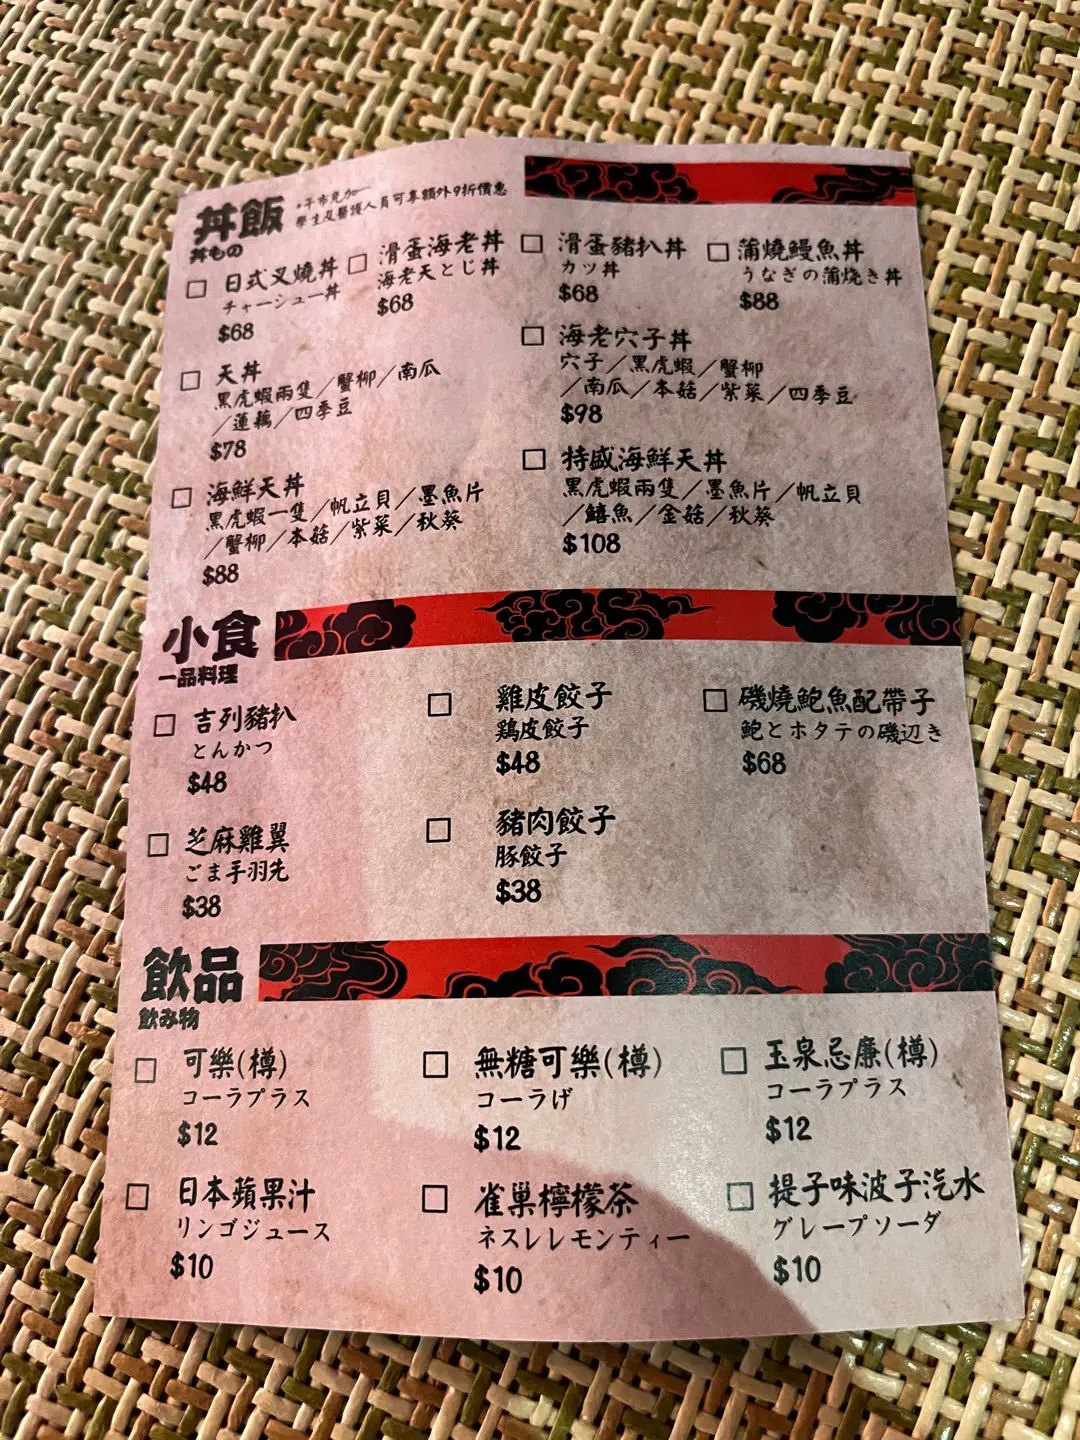 丼飯
丼もの
學生及醫護人員可享額外9折優惠
日式叉燒丼
チャーシュー丼
$68
滑蛋海老丼
海老天とじ丼
$68
滑蛋豬扒丼
カツ丼
$68
蒲燒鰻魚丼
うなぎの蒲焼き丼
$88
天丼
黑虎蝦兩隻／蟹柳／南瓜
／蓮藕／四季豆
$78
海老穴子丼
穴子／黑虎蝦／蟹柳
／南瓜／本菇／紫菜／四季豆
$98
海鮮天丼
黑虎蝦一隻／帆立貝／墨魚片
／蟹柳／本菇／紫菜／秋葵
$88
特盛海鮮天丼
黑虎蝦兩隻／墨魚片／帆立貝
／鱚魚／金菇／秋葵
$108
小食
一品料理
吉列豬扒
とんかつ
$48
雞皮餃子
鶏皮餃子
$48
磯燒鮑魚配帶子
鮑とホタテの磯辺き
$68
芝麻雞翼
ごま手羽先
$38
豬肉餃子
豚餃子
$38
飲品
飲み物
可樂(樽)
コーラプラス
$12
無糖可樂(樽)
コーラげ
$12
玉泉忌廉(樽)
コーラプラス
$12
日本蘋果汁
リンゴジュース
$10
雀巢檸檬茶
ネスレレモンティー
$10
提子味波子汽水
グレープソーダ
$10